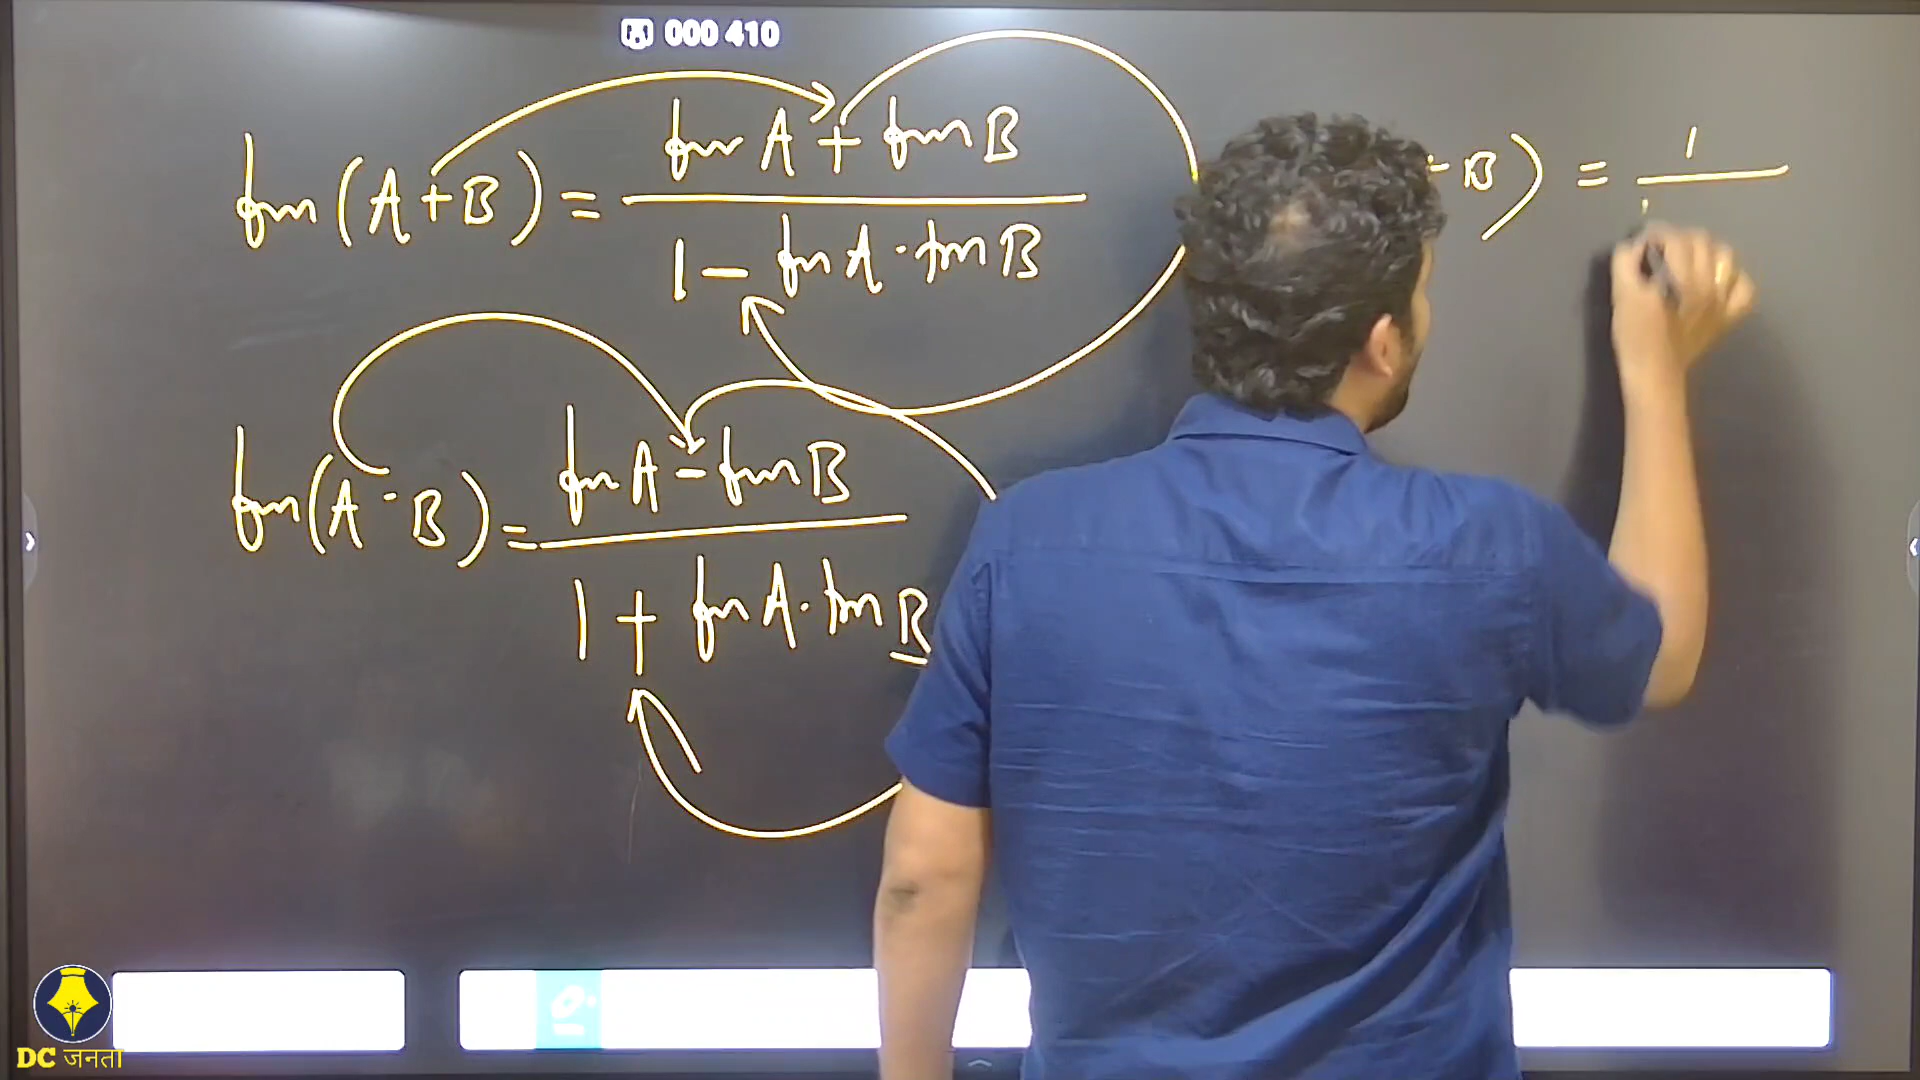 000 410
tan(A+B) = tanA + tanB / 1 - tanA·tanB
-B) = 1
tan(A-B) = tanA - tanB / 1 + tanA·tanB
DC जनता